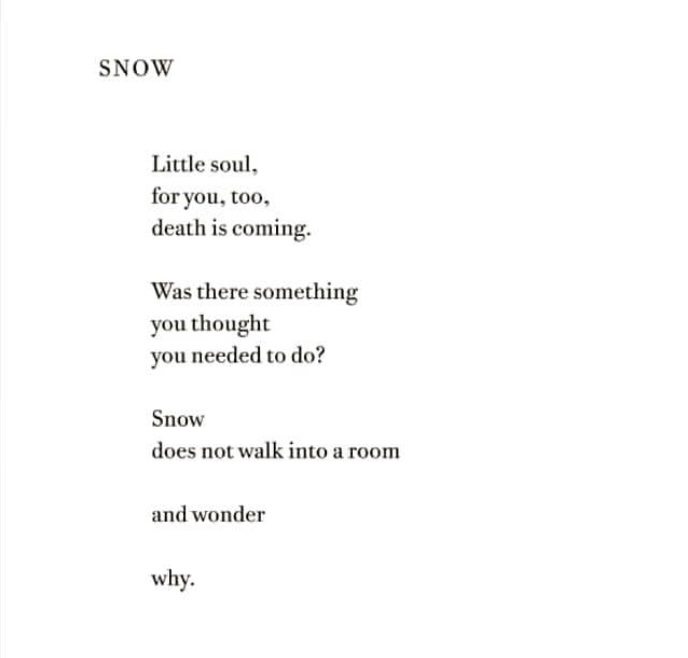 SNOW
Little soul,
for you, too,
death is coming.
Was there something
you thought
you needed to do?
Snow
does not walk into a room
and wonder
why.